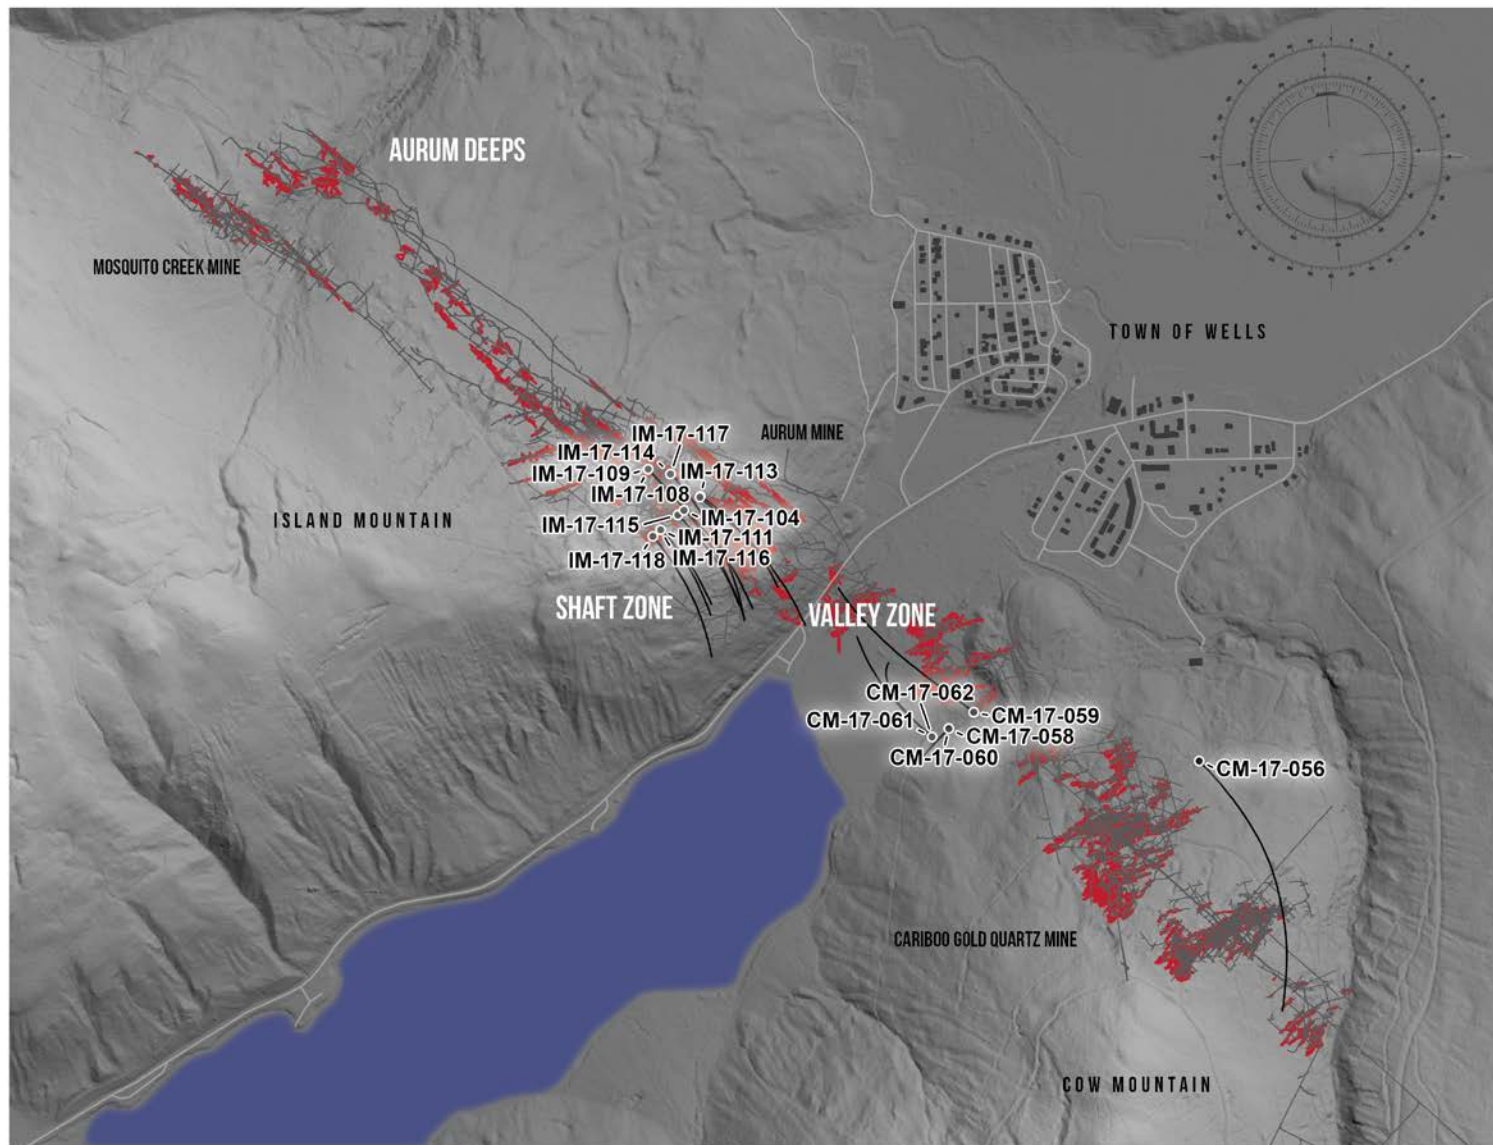 AURUM DEEPS
MOSQUITO CREEK MINE
TOWN OF WELLS
IM-17-117
AURUM MINE
IM-17-114
IM-17-109
IM-17-113
IM-17-108
ISLAND MOUNTAIN
IM-17-115
IM-17-104
IM-17-111
IM-17-118
IM-17-116
SHAFT ZONE
VALLEY ZONE
CM-17-062
CM-17-061
CM-17-059
CM-17-058
CM-17-060
CM-17-056
CARIBOO GOLD QUARTZ MINE
COW MOUNTAIN